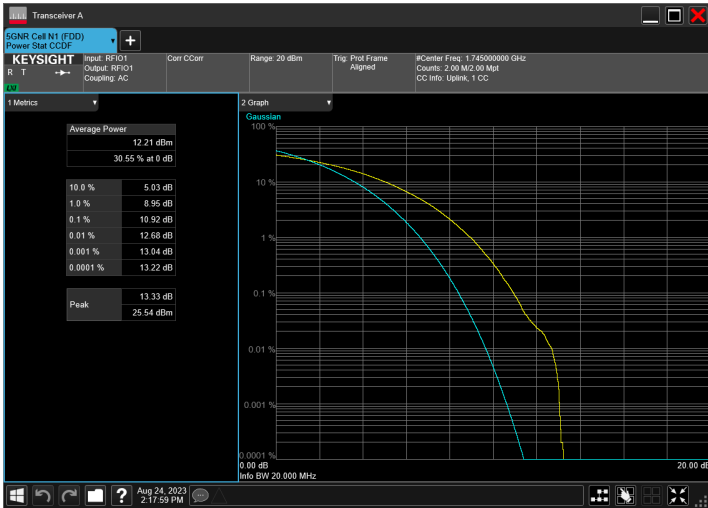 Transceiver A
5GNR Cell N1 (FDD)
Power Stat CCDF
KEYSIGHT
R T
Input: RFIO1
Output: RFIO1
Coupling: AC
Corr CCorr
Range: 20 dBm
Trig: Prot Frame
Aligned
#Center Freq: 1.745000000 GHz
Counts: 2.00 M/2.00 Mpt
CC Info: Uplink, 1 CC
1 Metrics
Average Power
12.21 dBm
30.55 % at 0 dB
10.0 % 5.03 dB
1.0 % 8.95 dB
0.1 % 10.92 dB
0.01 % 12.68 dB
0.001 % 13.04 dB
0.0001 % 13.22 dB
Peak
13.33 dB
25.54 dBm
2 Graph
Gaussian
100 %
10 %
1 %
0.1 %
0.01 %
0.001 %
0.0001 %
0.00 dB 20.00 dB
Info BW 20.000 MHz
Aug 24, 2023
2:17:59 PM